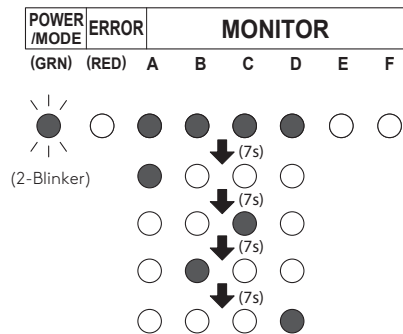 POWER
/MODE
ERROR
MONITOR
(GRN) (RED) A B C D E F
(7s)
(2-Blinker)
(7s)
(7s)
(7s)